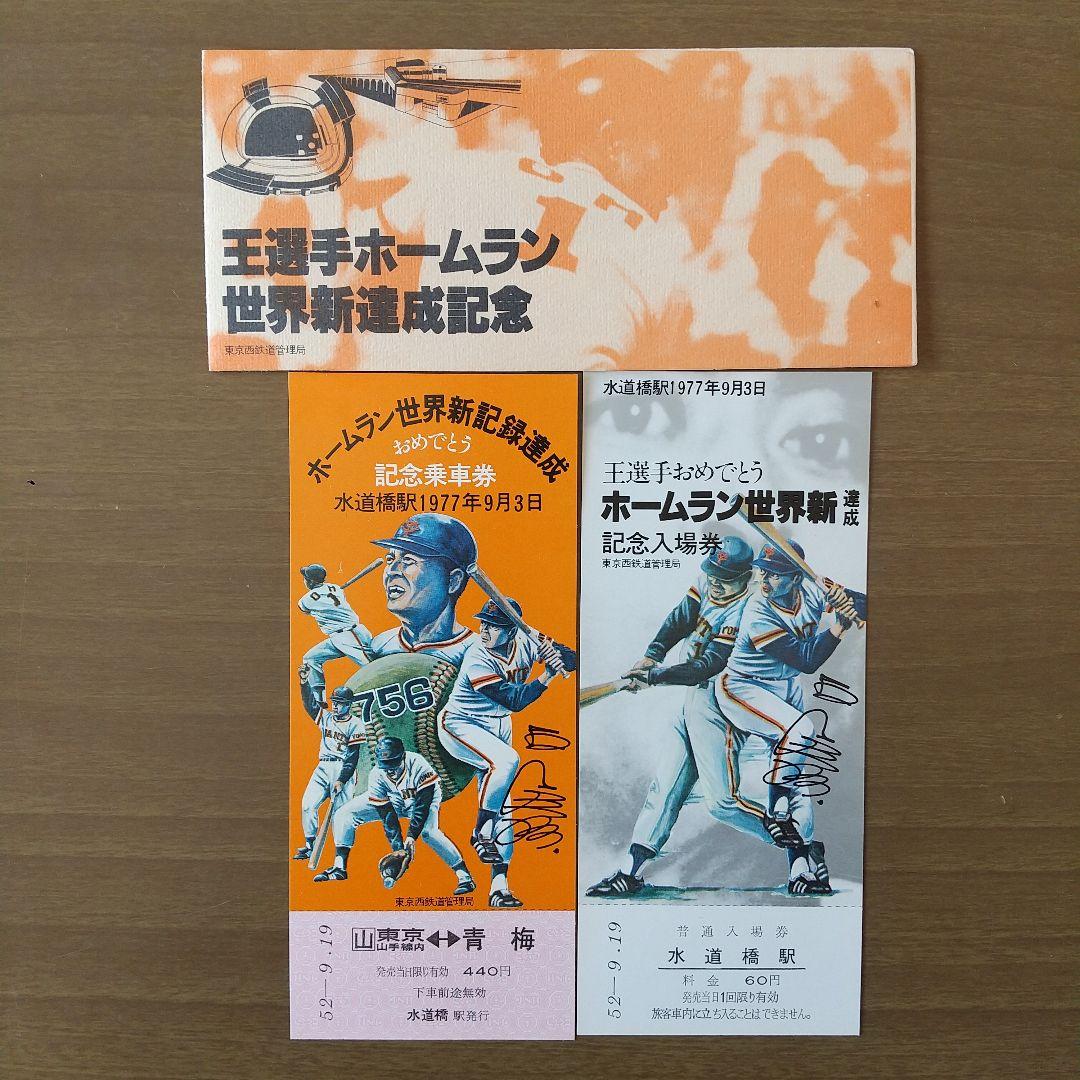 王選手ホームラン
世界新達成記念
東京西鉄道管理局
ホームラン世界新記録達成
おめでとう
記念乗車券
水道橋駅1977年9月3日
OH
1
756
ANTS
東京西鉄道管理局
山 東京山手線内 ↔ 青梅
発売当日限り有効 440円
下車前途無効
水道橋 駅発行
52-9.19
水道橋駅1977年9月3日
王選手おめでとう
ホームラン世界新達成
記念入場券
東京西鉄道管理局
普通入場券
水道橋駅
料金 60円
発売当日1回限り有効
旅客車内に立ち入ることはできません。
52-9.19